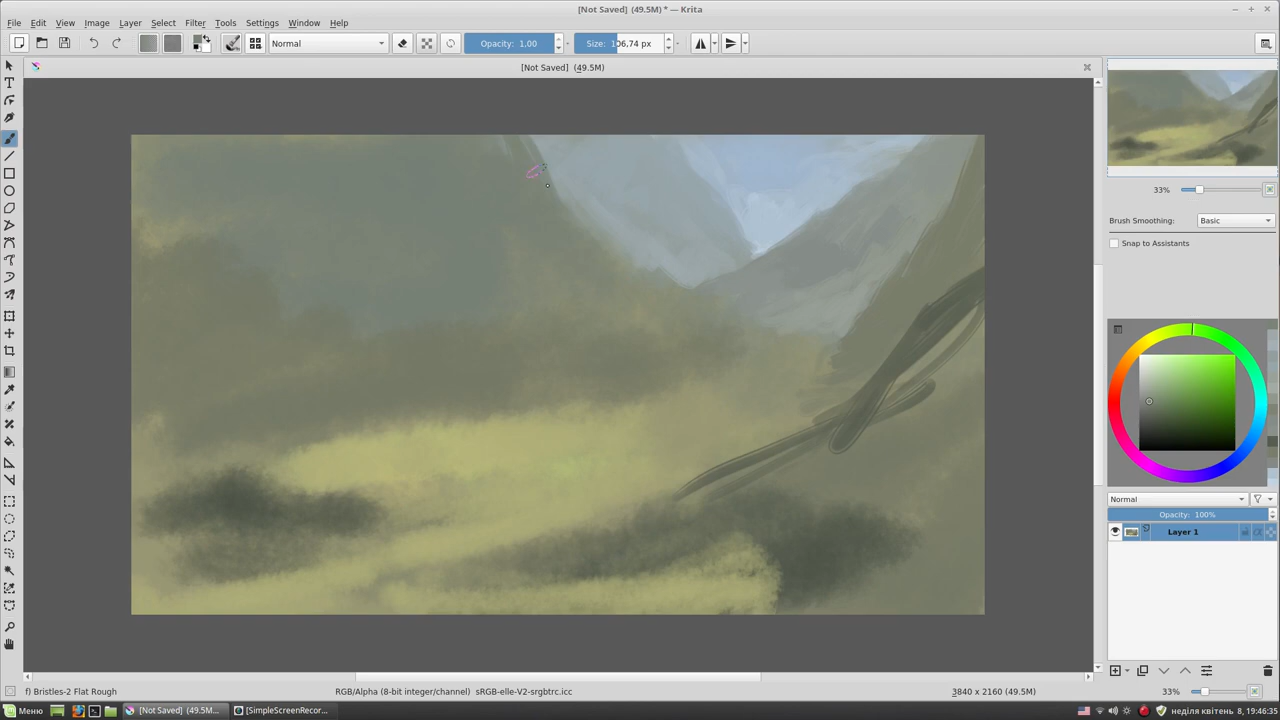 [Not Saved]  (49.5M) * — Krita
File Edit View Image Layer Select Filter Tools Settings Window Help
Normal Opacity: 1,00 Size: 106,74 px
[Not Saved]  (49.5M)
33%
Brush Smoothing: Basic
Snap to Assistants
Normal
Opacity: 100%
Layer 1
f) Bristles-2 Flat Rough RGB/Alpha (8-bit integer/channel) sRGB-elle-V2-srgbtrc.icc 3840 x 2160 (49.5M) 33%
Меню [Not Saved] (49.5M... [SimpleScreenRecor... неділя квітень 8, 19:46:35